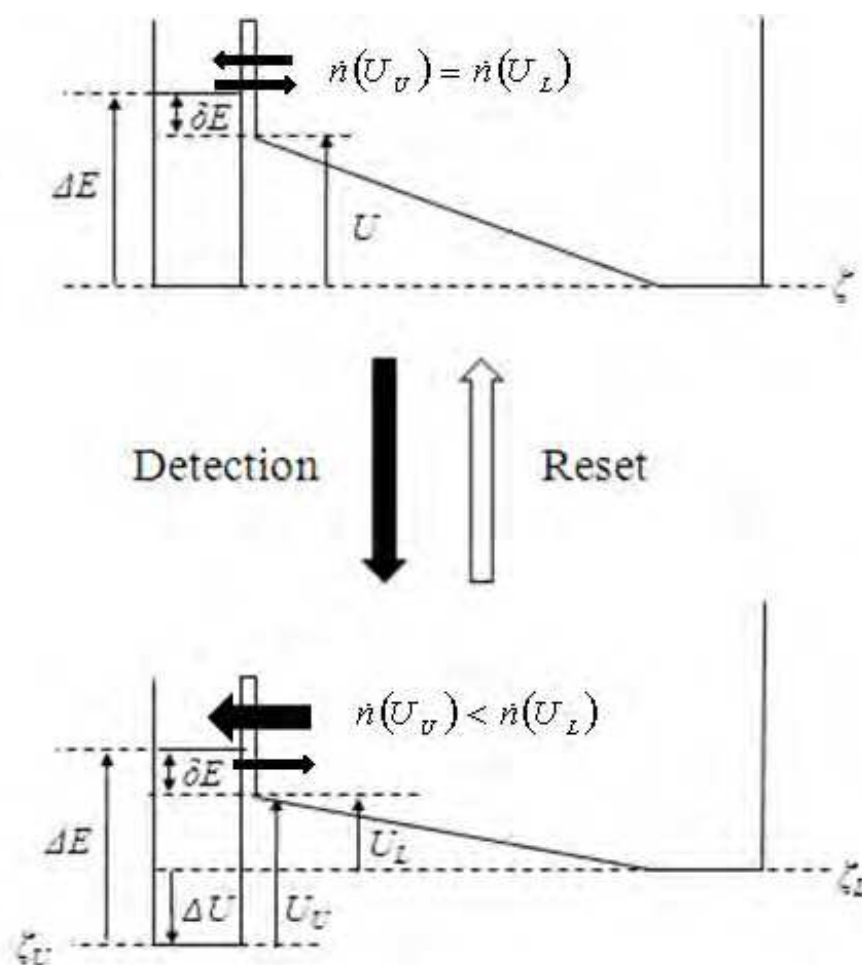 ṅ(U_U) = ṅ(U_L)
δE
ΔE
U
ζ
Detection
Reset
ṅ(U_U) < ṅ(U_L)
δE
ΔE
U_L
ζ_L
ΔU
U_U
ζ_U